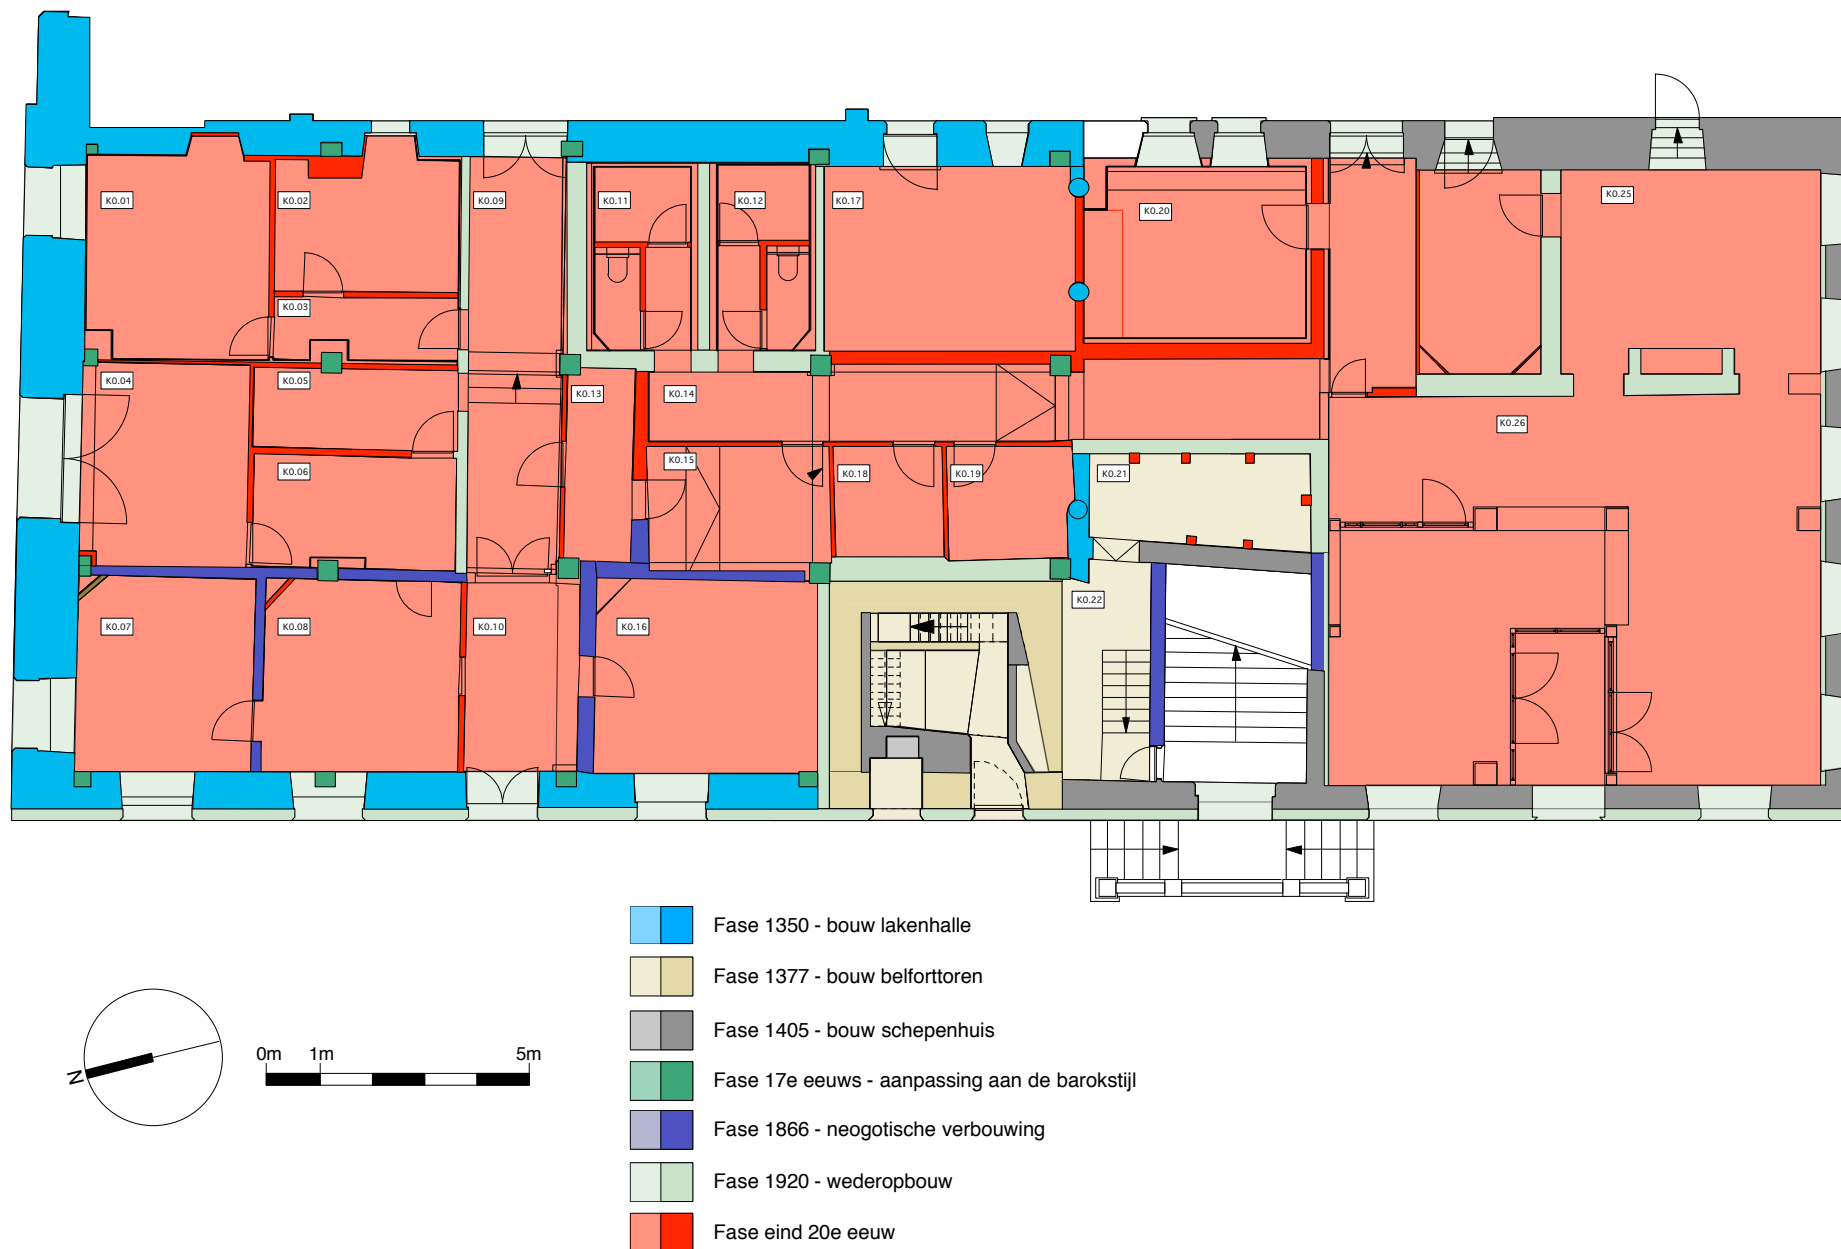 K0.01
K0.02
K0.09
K0.11
K0.12
K0.17
K0.20
K0.25
K0.03
K0.04
K0.05
K0.13
K0.14
K0.26
K0.06
K0.15
K0.18
K0.19
K0.21
K0.07
K0.08
K0.10
K0.16
K0.22
Fase 1350 - bouw lakenhalle
Fase 1377 - bouw belforttoren
Fase 1405 - bouw schepenhuis
Fase 17e eeuws - aanpassing aan de barokstijl
Fase 1866 - neogotische verbouwing
Fase 1920 - wederopbouw
Fase eind 20e eeuw
N
0m 1m 5m